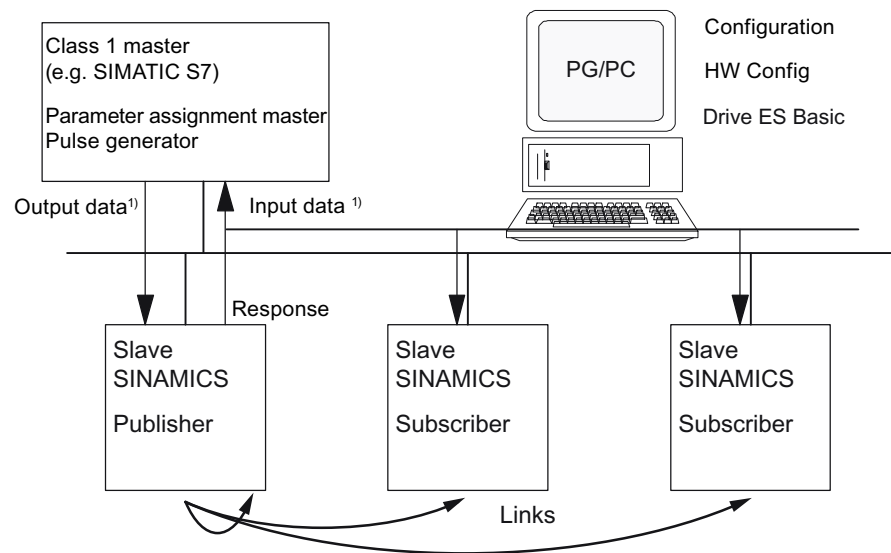 Class 1 master
(e.g. SIMATIC S7)
Parameter assignment master
Pulse generator
PG/PC
Configuration
HW Config
Drive ES Basic
Output data1)
Input data 1)
Response
Slave
SINAMICS
Publisher
Slave
SINAMICS
Subscriber
Slave
SINAMICS
Subscriber
Links